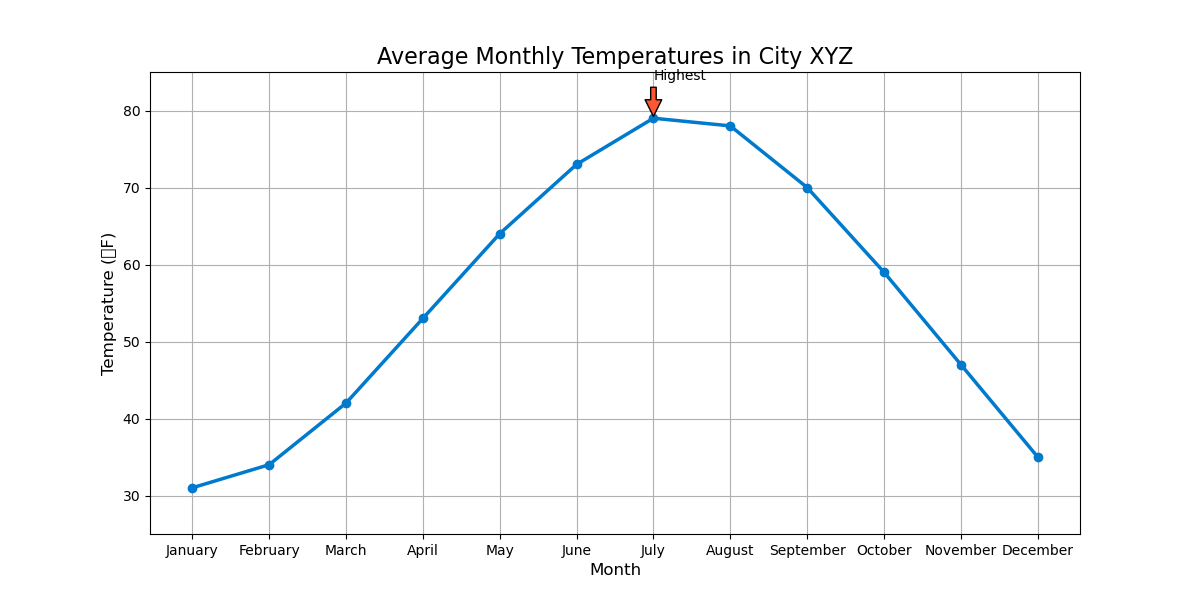 Average Monthly Temperatures in City XYZ
Highest
80
70
60
50
40
30
Temperature (▯F)
January February March April May June July August September October November December
Month